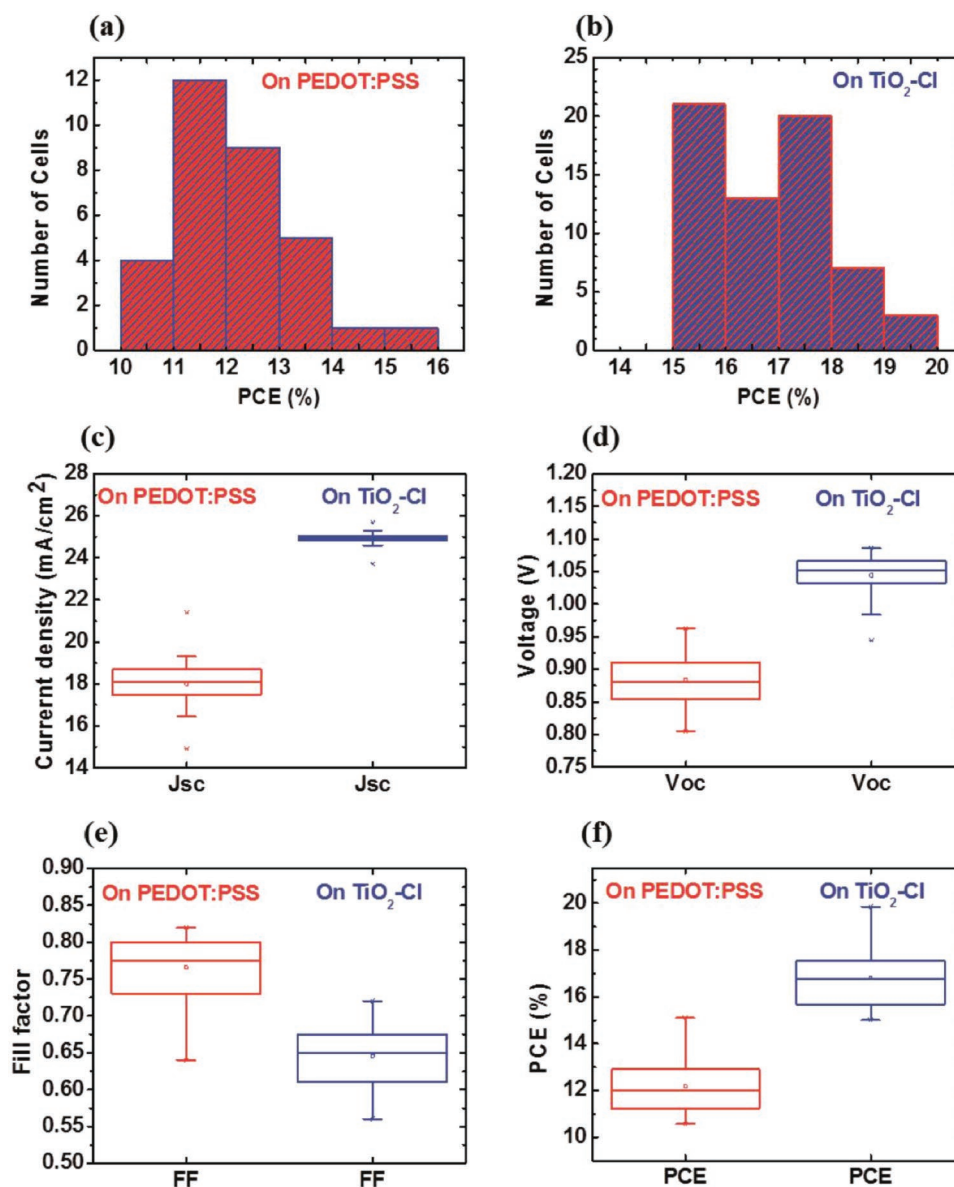 (a)
On PEDOT:PSS
Number of Cells
12
10
8
6
4
2
0
10 11 12 13 14 15 16
PCE (%)
(b)
On TiO₂-Cl
Number of Cells
25
20
15
10
5
0
14 15 16 17 18 19 20
PCE (%)
(c)
On PEDOT:PSS On TiO₂-Cl
Currernt density (mA/cm²)
28
26
24
22
20
18
16
14
Jsc Jsc
(d)
On PEDOT:PSS On TiO₂-Cl
Voltage (V)
1.20
1.15
1.10
1.05
1.00
0.95
0.90
0.85
0.80
0.75
Voc Voc
(e)
On PEDOT:PSS On TiO₂-Cl
Fill factor
0.90
0.85
0.80
0.75
0.70
0.65
0.60
0.55
0.50
FF FF
(f)
On PEDOT:PSS On TiO₂-Cl
PCE (%)
20
18
16
14
12
10
PCE PCE